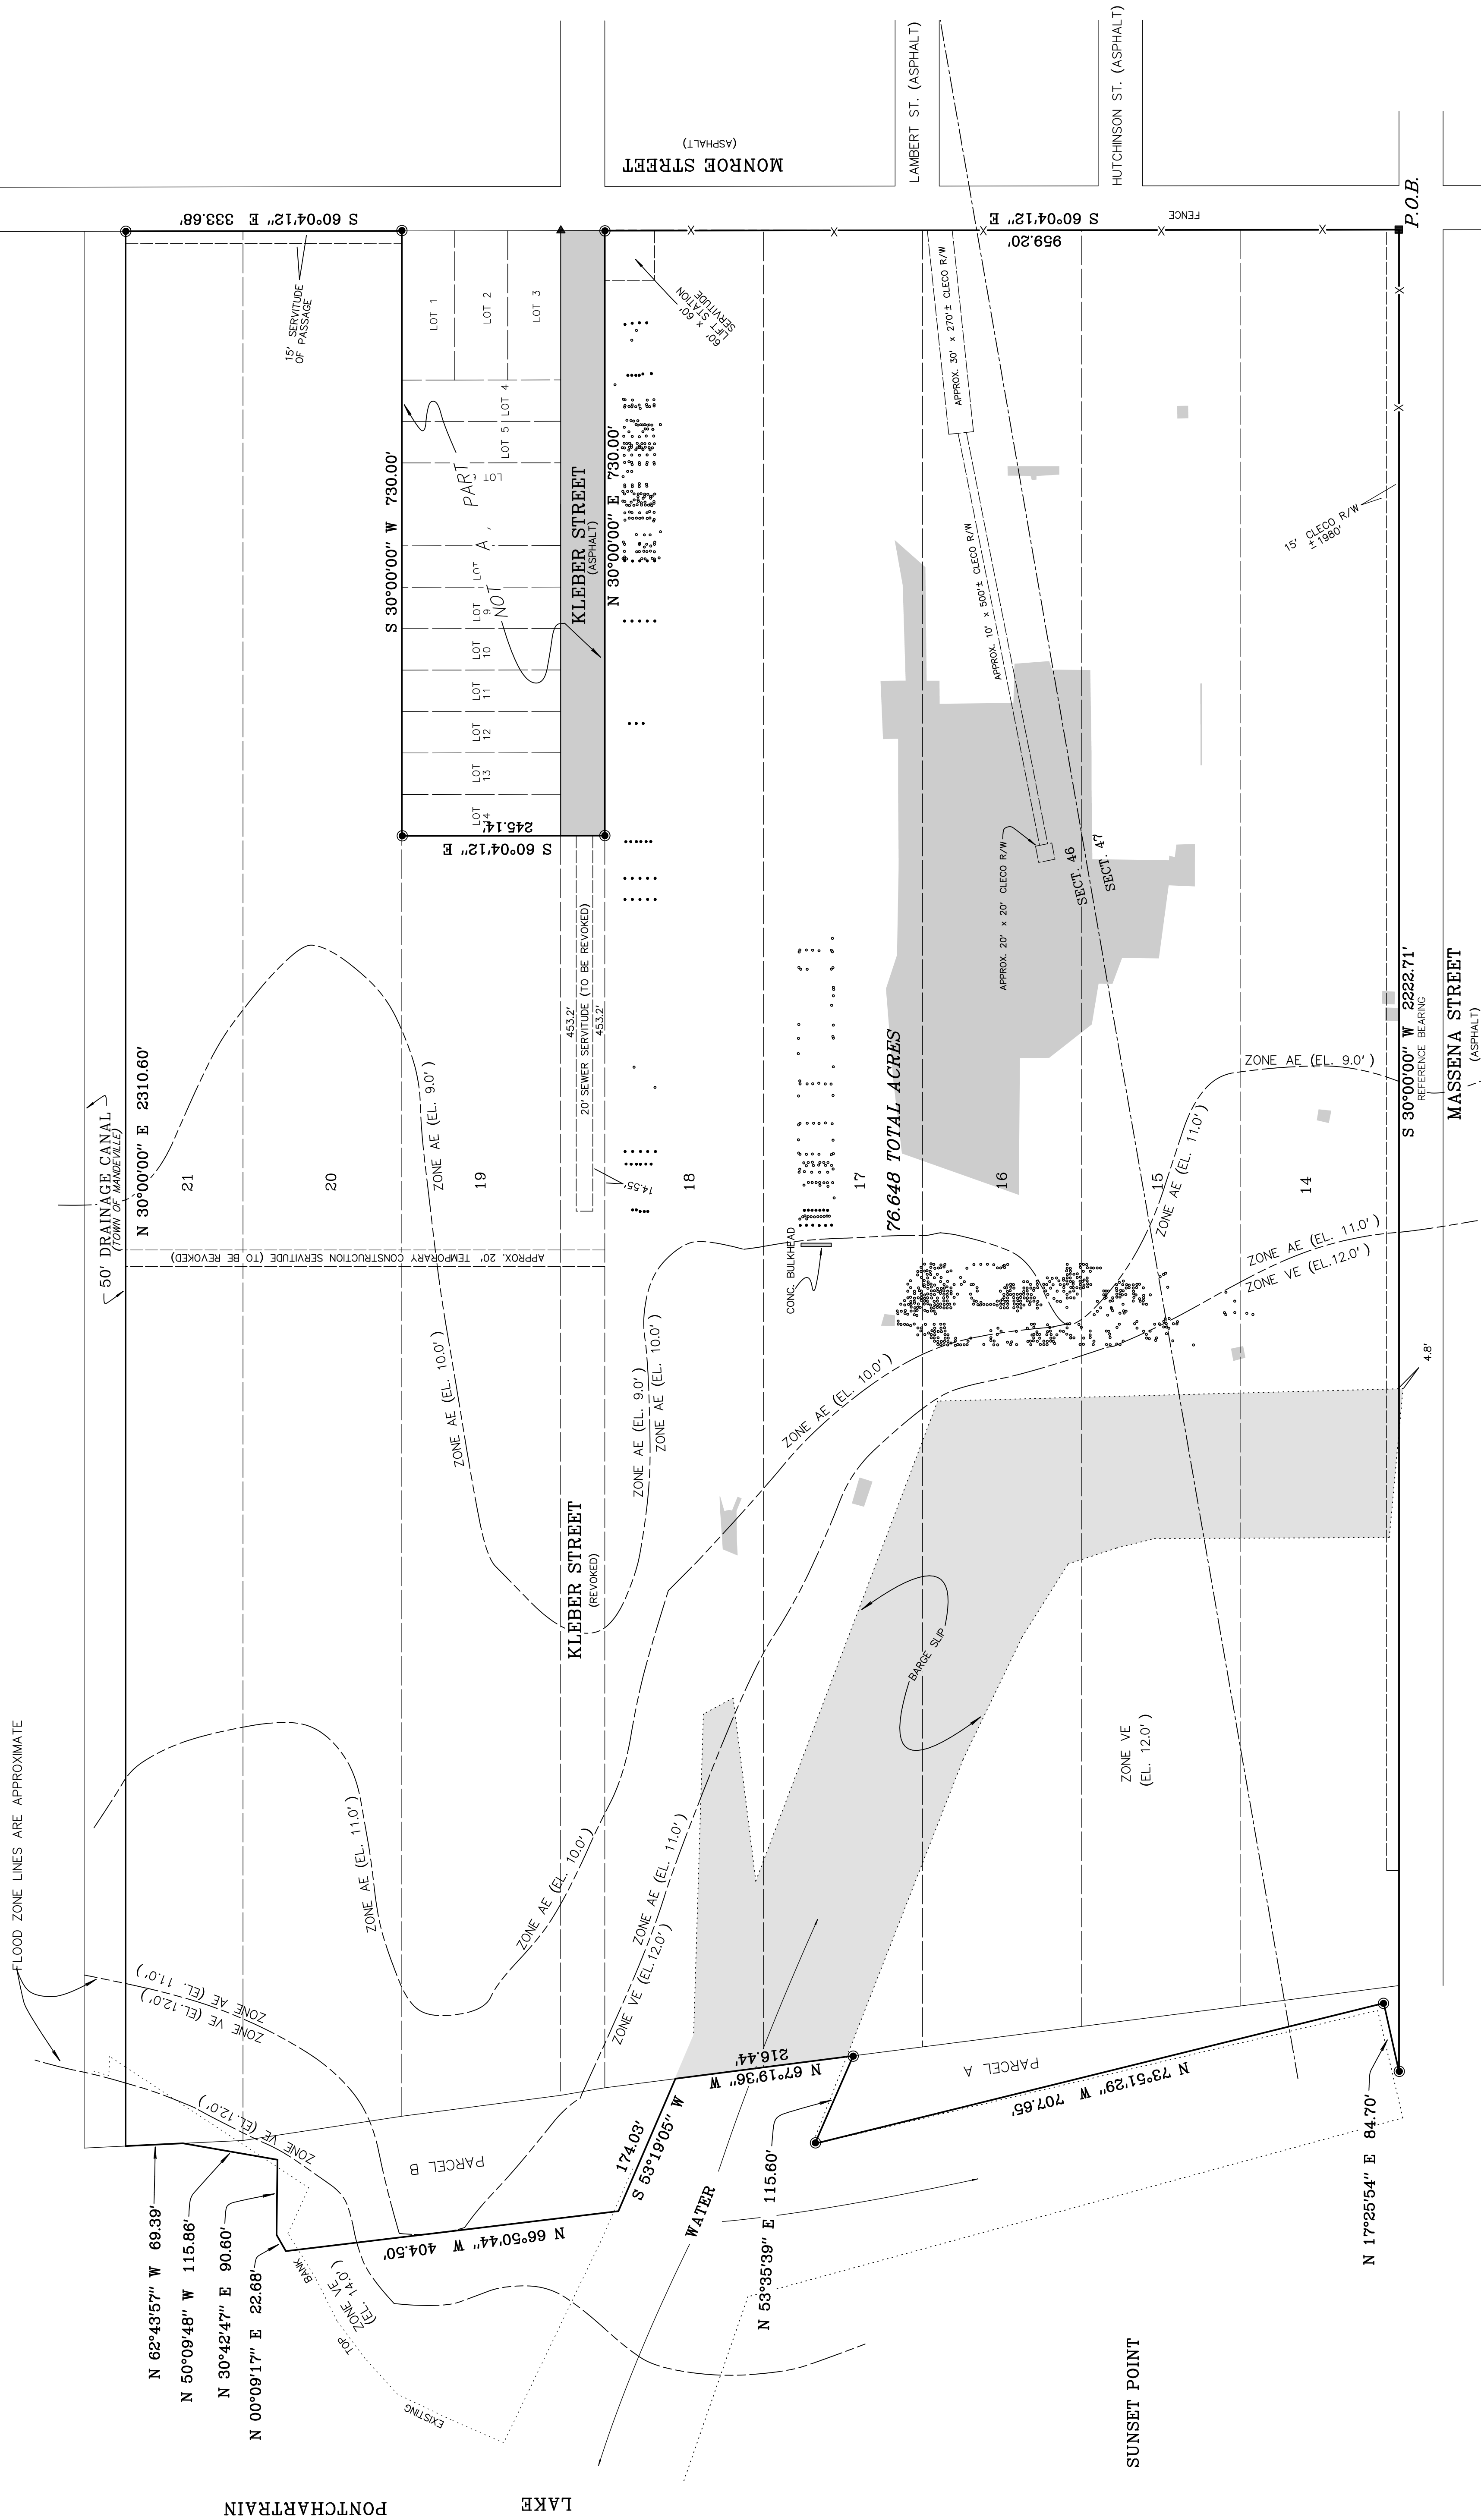 FLOOD ZONE LINES ARE APPROXIMATE
50' DRAINAGE CANAL
(TOWN OF MANDEVILLE)
N 30°00'00" E 2310.60'
S 60°04'12" E 333.68'
15' SERVITUDE
OF PASSAGE
MONROE STREET
(ASPHALT)
LAMBERT ST. (ASPHALT)
HUTCHINSON ST. (ASPHALT)
P.O.B.
S 60°04'12" E
959.20'
FENCE
60' x 60'
LIFT STATION
SERVITUDE
S 30°00'00" W 730.00'
LOT 1
LOT 2
LOT 3
LOT 4
LOT 5
LOT
LOT
LOT
9
LOT
10
LOT
11
LOT
12
LOT
13
LOT
14
NOT A PART
KLEBER STREET
(ASPHALT)
N 30°00'00" E 730.00'
S 60°04'12" E
245.14'
453.2'
20' SEWER SERVITUDE (TO BE REVOKED)
453.2'
14.55'
APPROX. 20' TEMPORARY CONSTRUCTION SERVITUDE (TO BE REVOKED)
APPROX. 30' x 270'± CLECO R/W
APPROX. 10' x 500'± CLECO R/W
APPROX. 20' x 20' CLECO R/W
15' CLECO R/W
±1980'
SECT. 46
SECT. 47
21
20
19
18
17
16
15
14
76.648 TOTAL ACRES
CONC. BULKHEAD
S 30°00'00" W 2222.71'
REFERENCE BEARING
MASSENA STREET
(ASPHALT)
ZONE AE (EL. 9.0')
ZONE AE (EL. 10.0')
ZONE AE (EL. 9.0')
ZONE AE (EL. 10.0')
ZONE AE (EL. 9.0')
ZONE AE (EL. 11.0')
ZONE AE (EL. 11.0')
ZONE VE (EL.12.0')
ZONE AE (EL. 10.0')
4.8'
KLEBER STREET
(REVOKED)
BARGE SLIP
ZONE VE
(EL. 12.0')
ZONE AE (EL. 11.0')
ZONE AE (EL. 10.0')
ZONE AE (EL. 11.0')
ZONE VE (EL.12.0')
ZONE AE (EL. 11.0')
ZONE VE (EL.12.0')
ZONE VE (EL.12.0')
ZONE VE
(EL. 14.0')
PARCEL A
PARCEL B
N 67°19'36" W
216.44'
174.03'
S 53°19'05" W
WATER
N 73°51'29" W 707.65'
N 66°50'44" W 404.50'
N 62°43'57" W 69.39'
N 50°09'48" W 115.86'
N 30°42'47" E 90.60'
N 00°09'17" E 22.68'
N 53°35'39" E 115.60'
N 17°25'54" E 84.70'
EXISTING
TOP
BANK
SUNSET POINT
LAKE
PONTCHARTRAIN